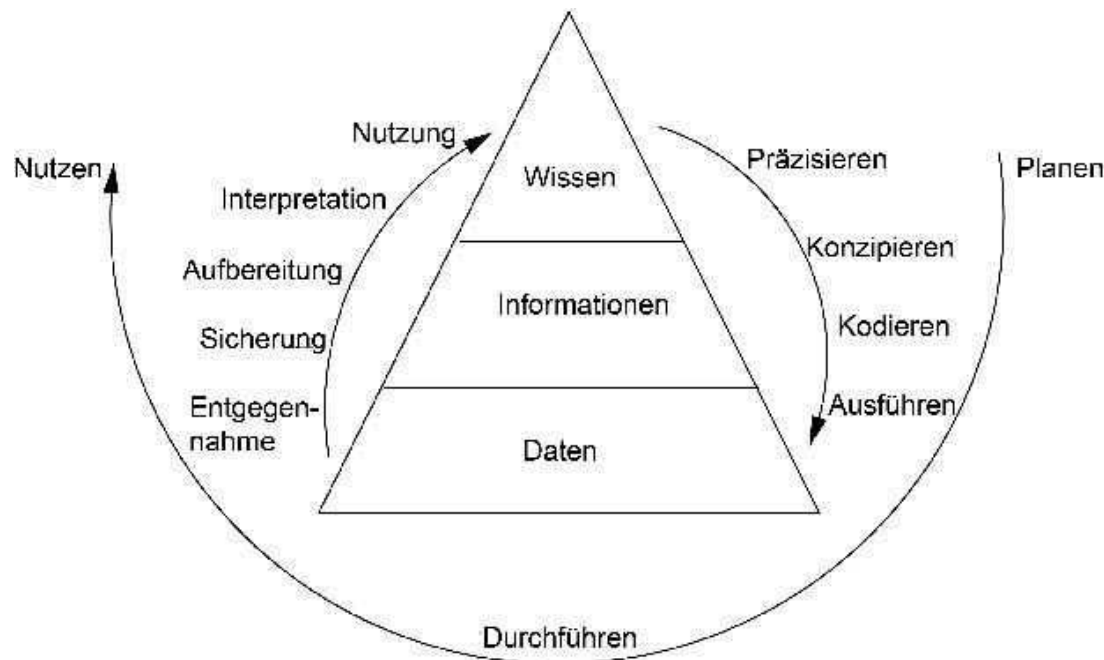 Nutzung
Präzisieren
Nutzen
Wissen
Planen
Interpretation
Konzipieren
Aufbereitung
Informationen
Kodieren
Sicherung
Entgegen-
nahme
Ausführen
Daten
Durchführen